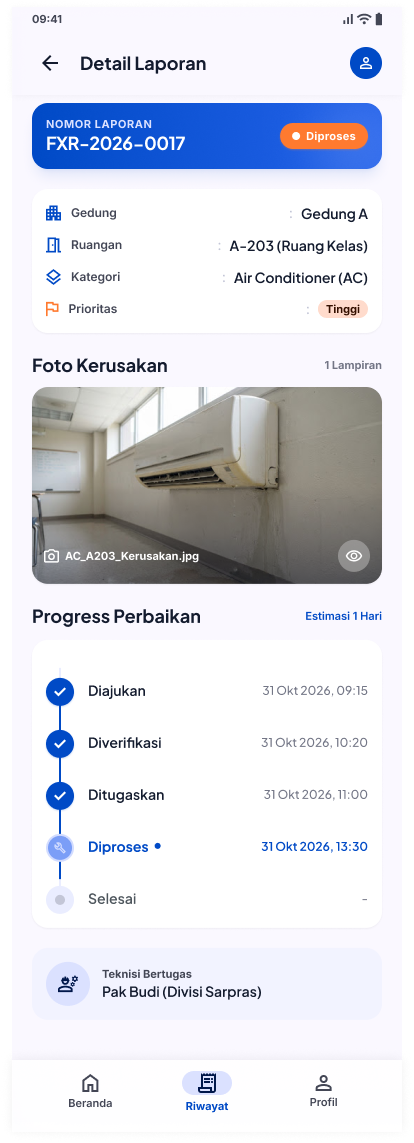 09:41
Detail Laporan
NOMOR LAPORAN
FXR-2026-0017
Diproses
Gedung : Gedung A
Ruangan : A-203 (Ruang Kelas)
Kategori : Air Conditioner (AC)
Prioritas : Tinggi
Foto Kerusakan 1 Lampiran
AC_A203_Kerusakan.jpg
Progress Perbaikan Estimasi 1 Hari
Diajukan 31 Okt 2026, 09:15
Diverifikasi 31 Okt 2026, 10:20
Ditugaskan 31 Okt 2026, 11:00
Diproses • 31 Okt 2026, 13:30
Selesai -
Teknisi Bertugas
Pak Budi (Divisi Sarpras)
Beranda Riwayat Profil